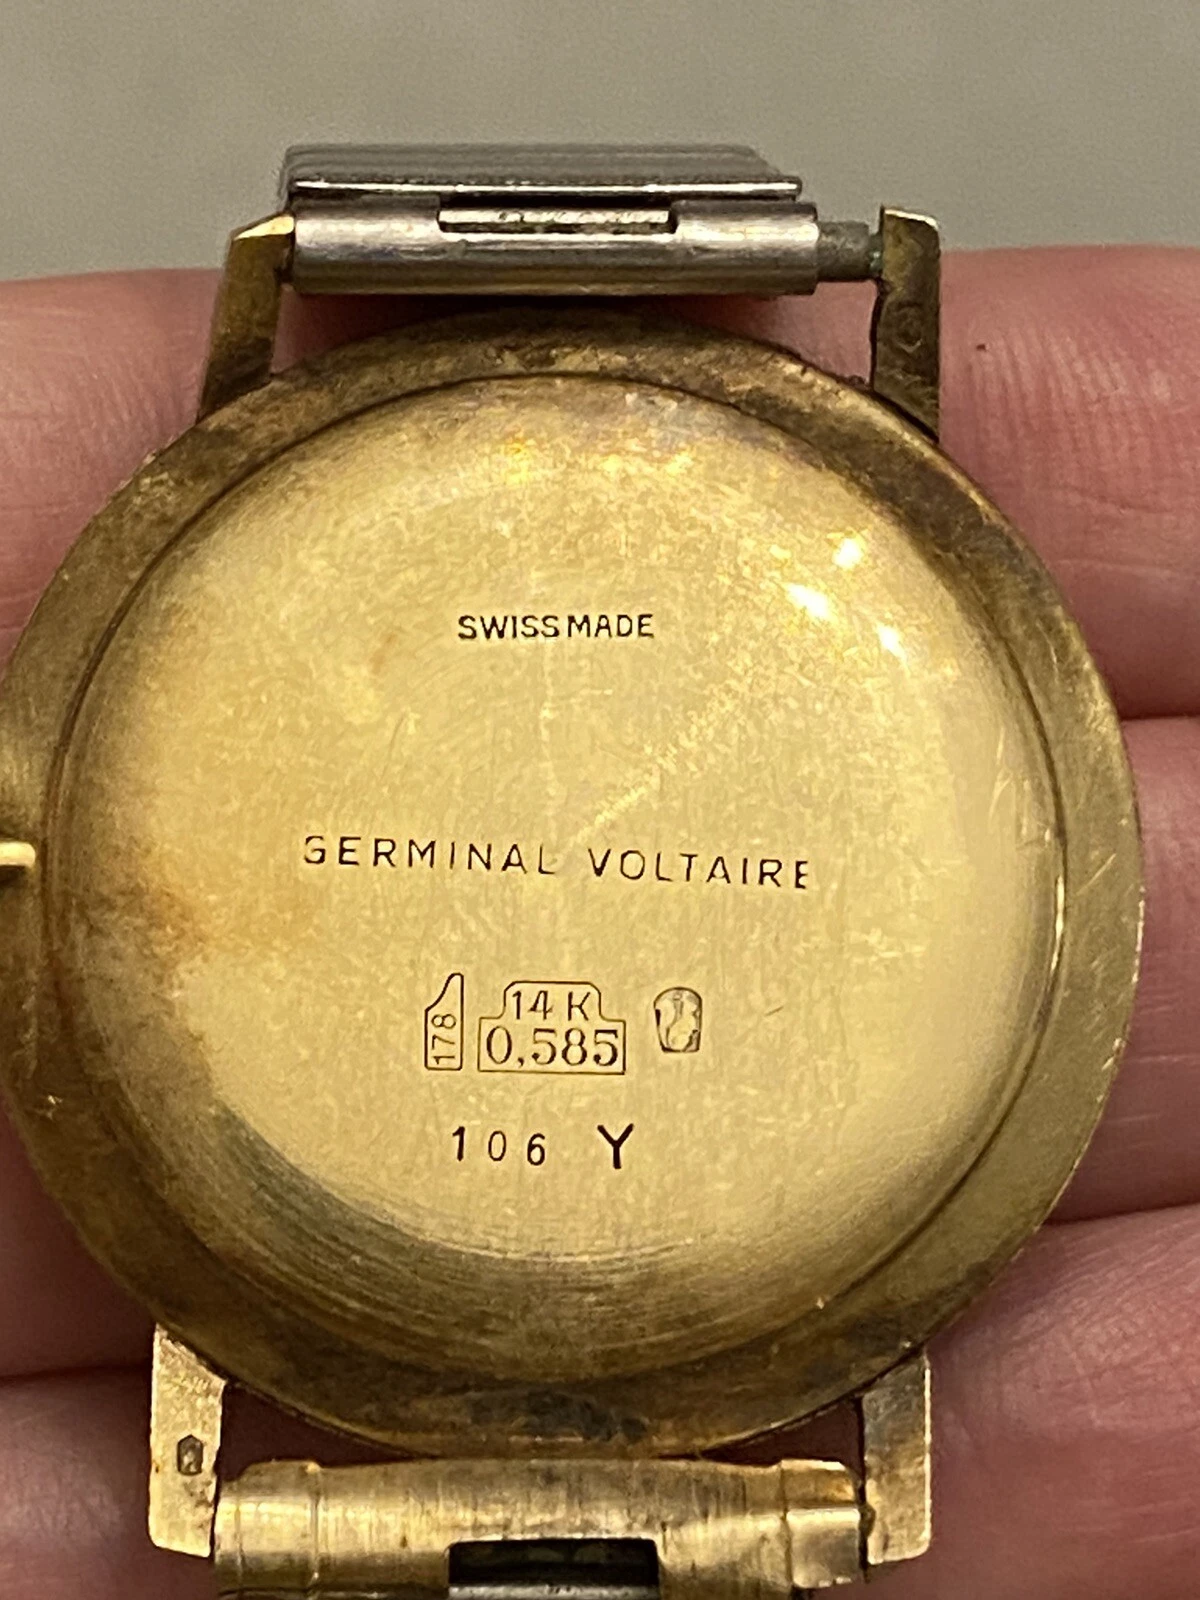 SWISS MADE
GERMINAL VOLTAIRE
178
14 K
0,585
106 Y